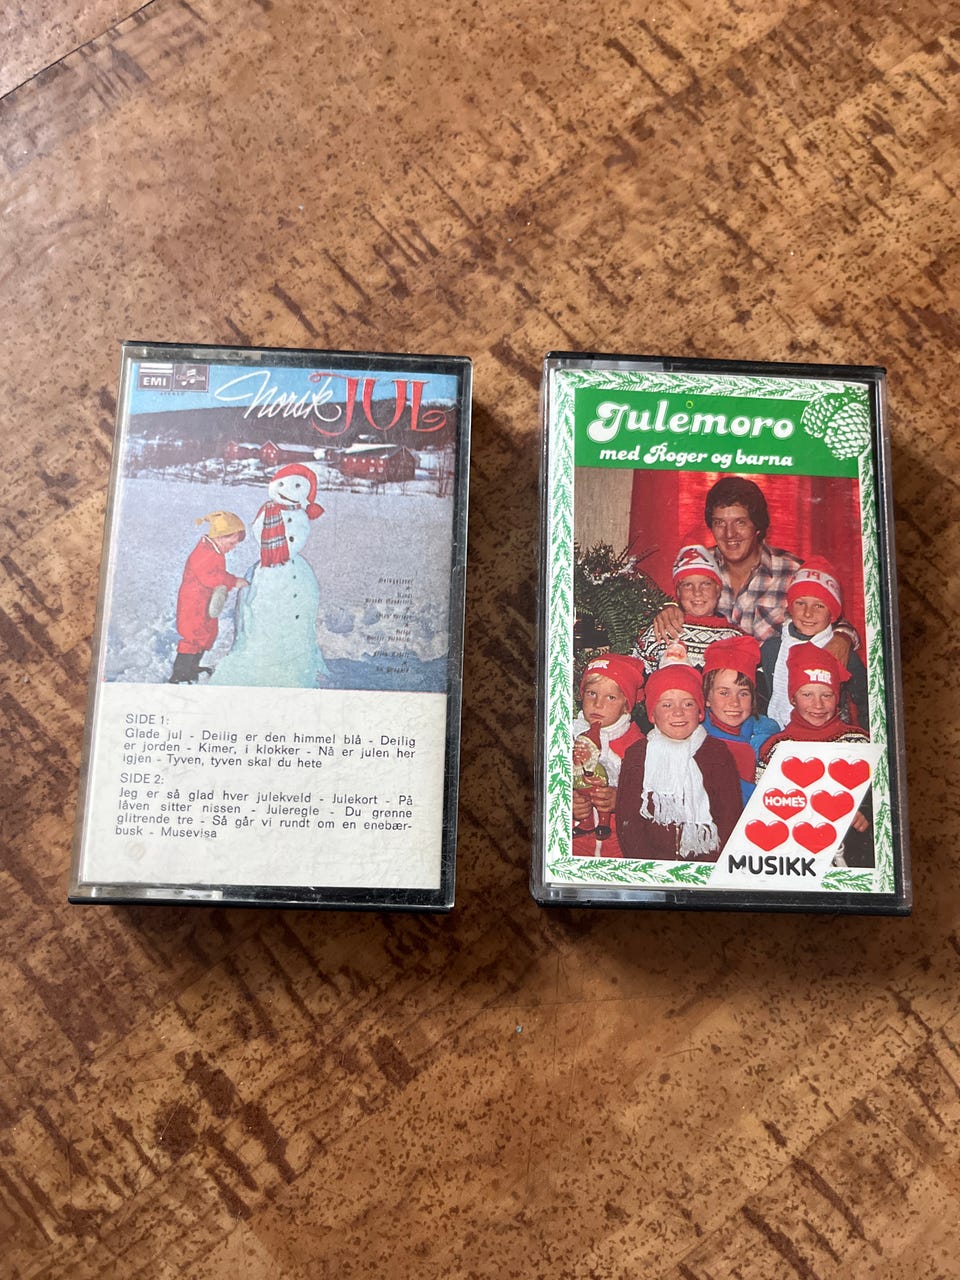 EMI
Columbia
STEREO
Norsk JUL
SIDE 1:
Glade jul - Deilig er den himmel blå - Deilig
er jorden - Kimer, i klokker - Nå er julen her
igjen - Tyven, tyven skal du hete
SIDE 2:
Jeg er så glad hver julekveld - Julekort - På
låven sitter nissen - Juleregle - Du grønne
glitrende tre - Så går vi rundt om en enebær-
busk - Musevisa
Julemoro
med Roger og barna
HOME'S
MUSIKK